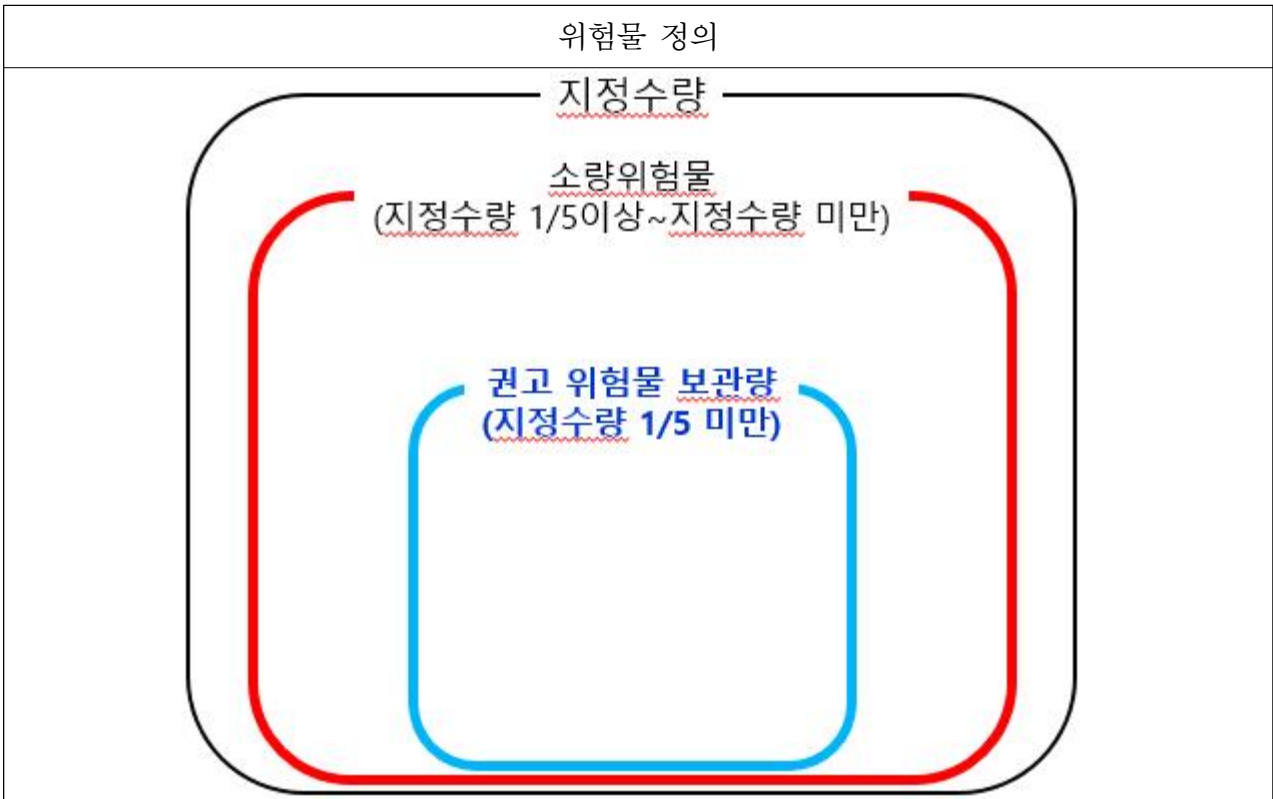 위험물 정의
지정수량
소량위험물
(지정수량 1/5이상~지정수량 미만)
권고 위험물 보관량
(지정수량 1/5 미만)